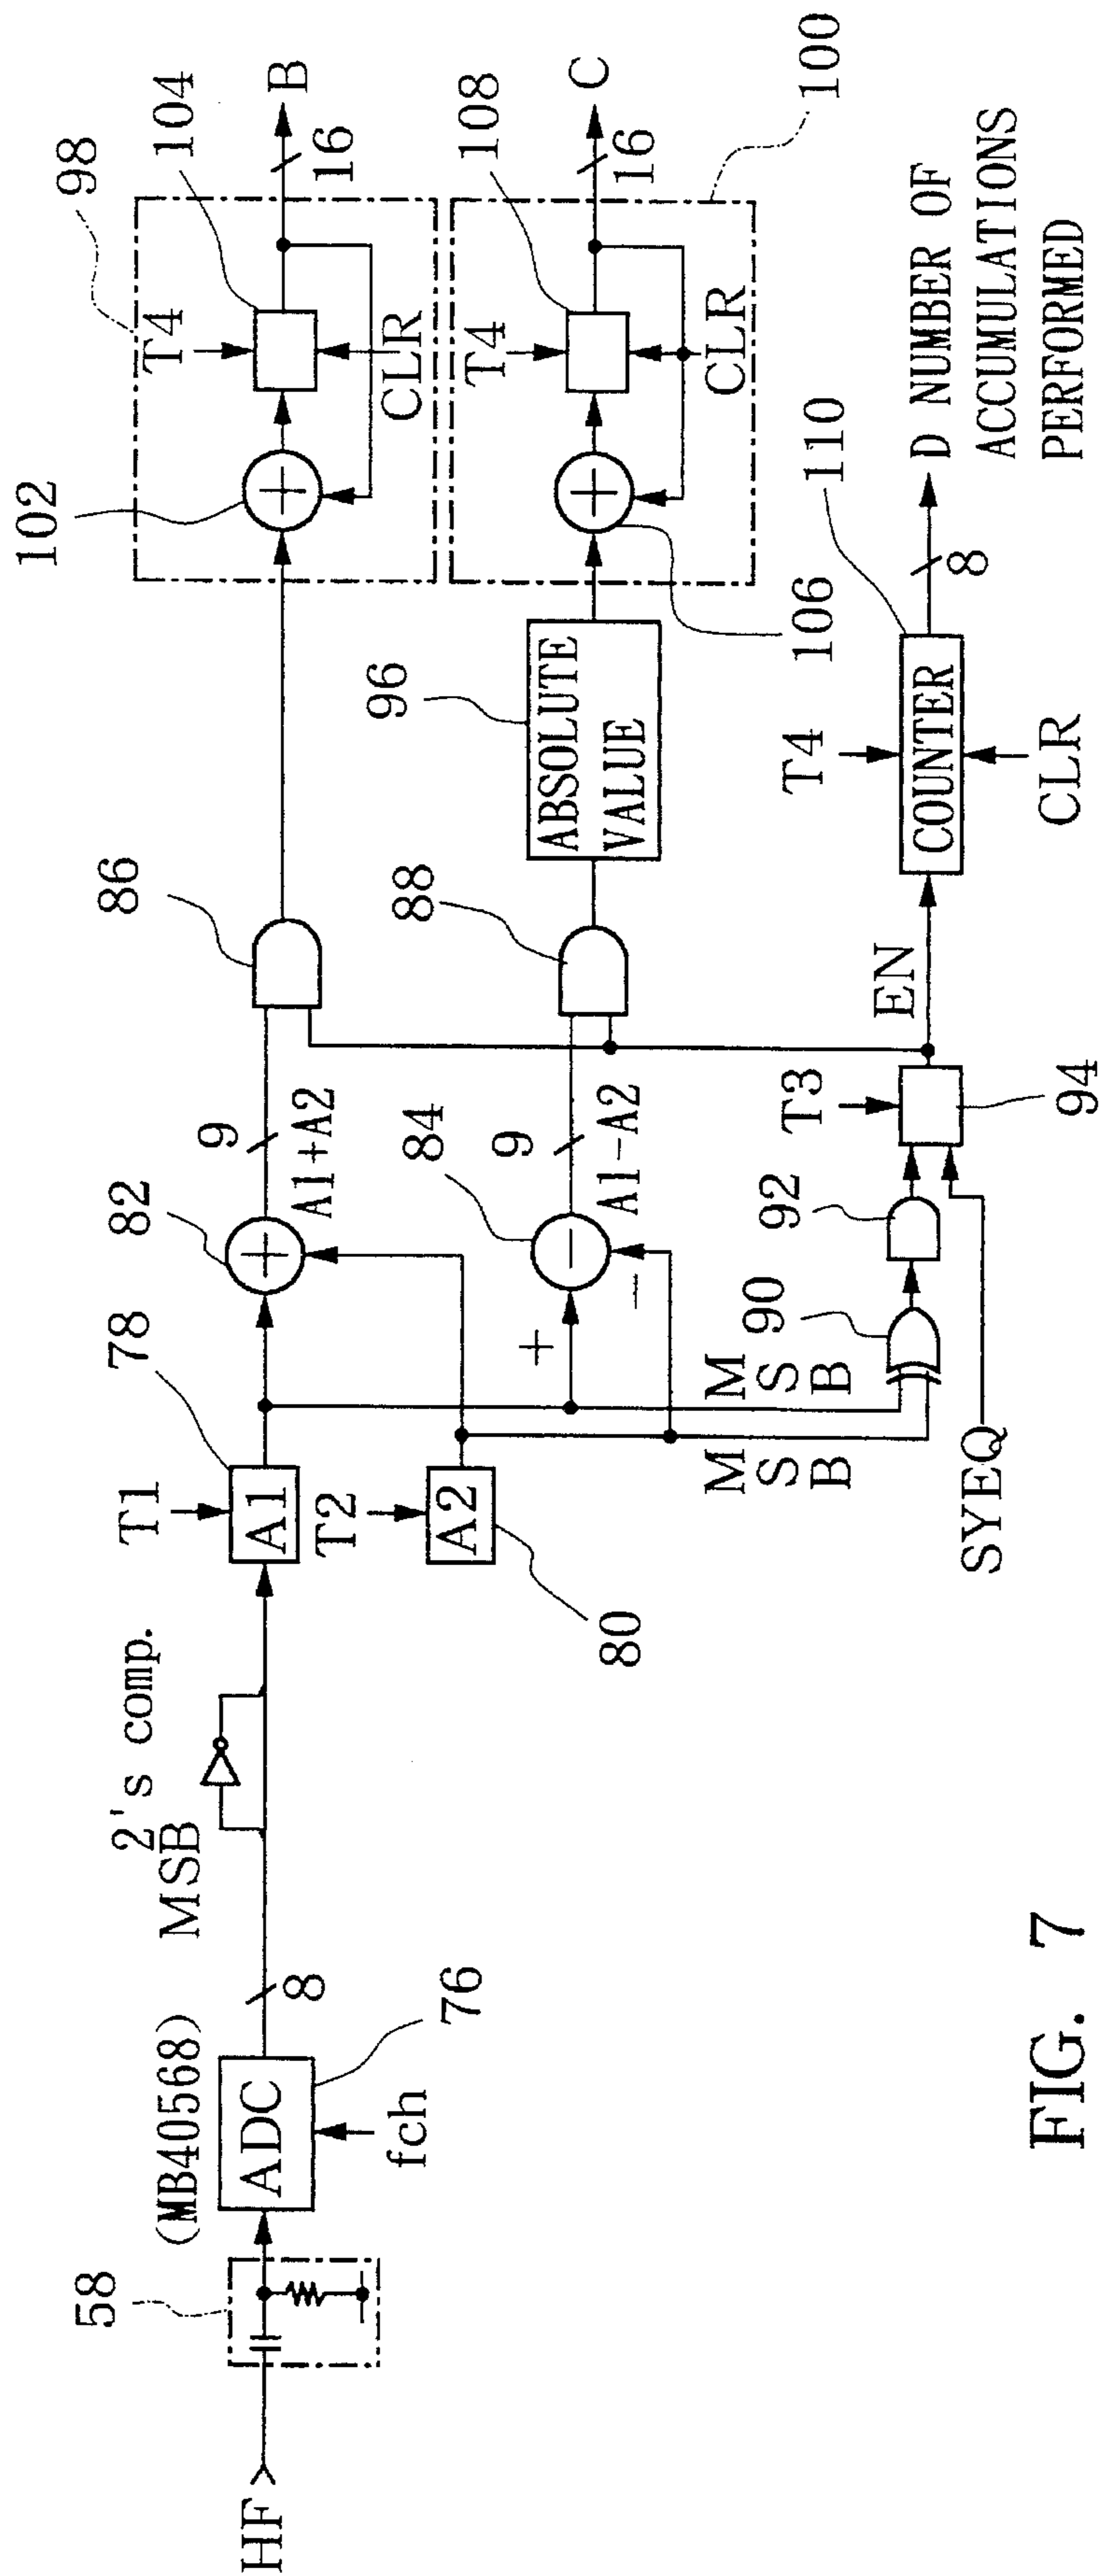 HF
58
(MB40568)
ADC
76
fch
8
MSB
2's comp.
T1
A1
78
T2
A2
80
82
9
A1+A2
84
+
−
9
A1−A2
M
S
B
M
S
B
90
92
SYEQ
T3
94
EN
86
88
96
ABSOLUTE
VALUE
102
98
T4
104
CLR
16
B
106
T4
108
CLR
16
C
100
110
T4
COUNTER
CLR
8
D NUMBER OF
ACCUMULATIONS
PERFORMED
FIG. 7